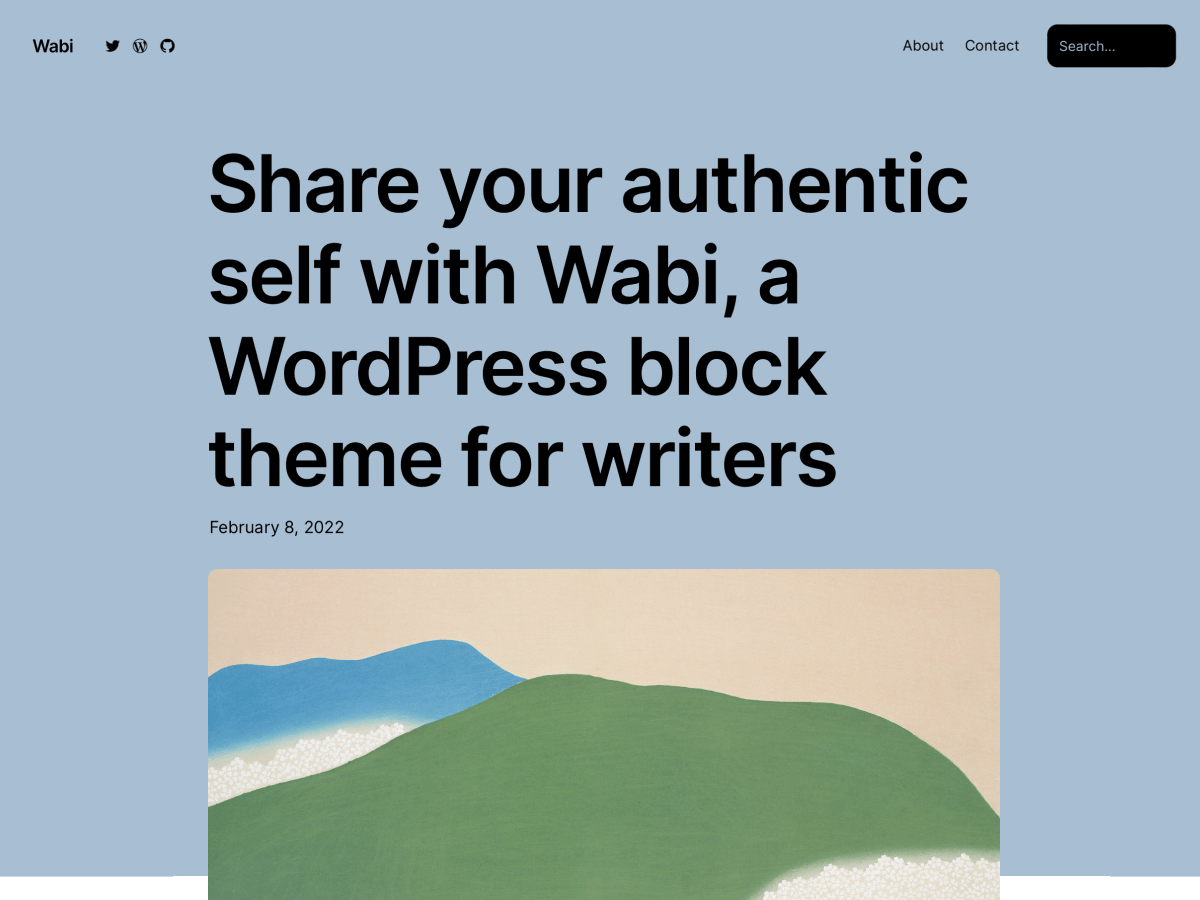 Wabi
About Contact Search...
Share your authentic
self with Wabi, a
WordPress block
theme for writers
February 8, 2022